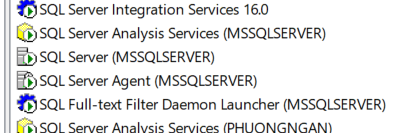 SQL Server Integration Services 16.0
SQL Server Analysis Services (MSSQLSERVER)
SQL Server (MSSQLSERVER)
SQL Server Agent (MSSQLSERVER)
SQL Full-text Filter Daemon Launcher (MSSQLSERVER)
SQL Server Analysis Services (PHUONGNGAN)